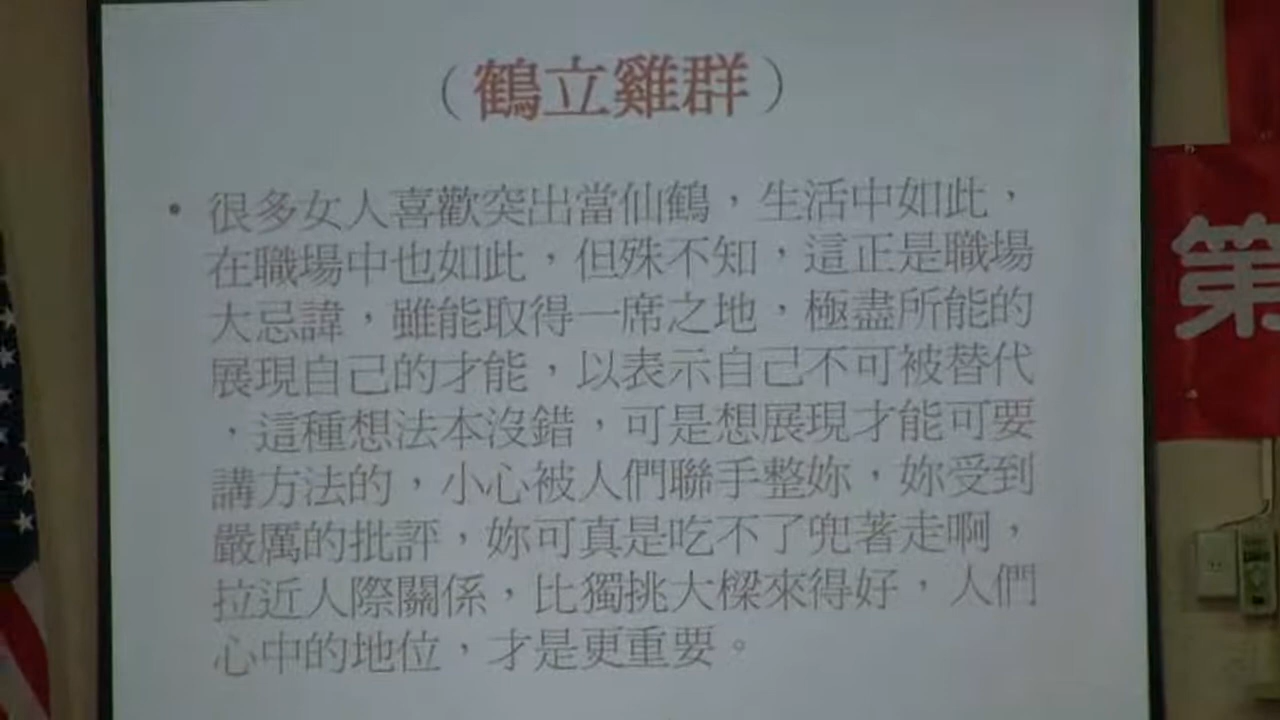 （鶴立雞群）
• 很多女人喜歡突出當仙鶴，生活中如此，
在職場中也如此，但殊不知，這正是職場
大忌諱，雖能取得一席之地，極盡所能的
展現自己的才能，以表示自己不可被替代
，這種想法本沒錯，可是想展現才能可要
講方法的，小心被人們聯手整妳，妳受到
嚴厲的批評，妳可真是吃不了兜著走啊，
拉近人際關係，比獨挑大樑來得好，人們
心中的地位，才是更重要。
第